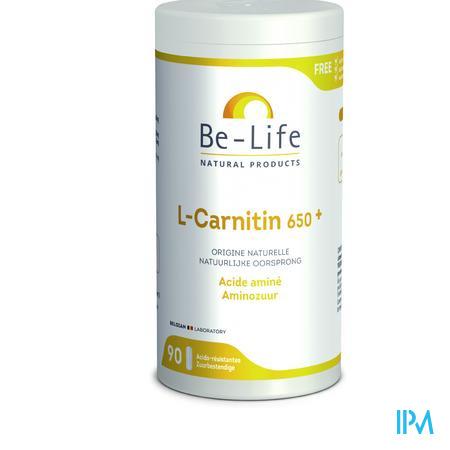 FREE
Be-Life
NATURAL PRODUCTS
L-Carnitin 650 +
ORIGINE NATURELLE
NATUURLIJKE OORSPRONG
Acide aminé
Aminozuur
BELGIAN LABORATORY
90 Acido-résistantes
Zuurbestendige
IPM